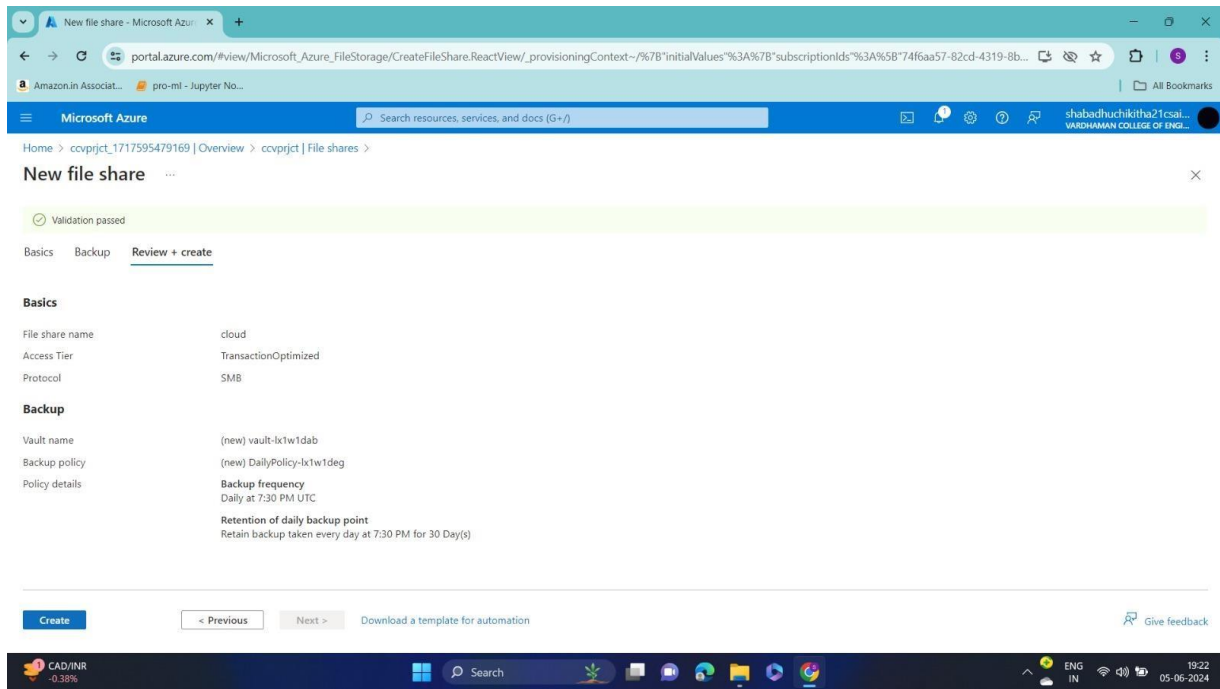 New file share - Microsoft Azur
portal.azure.com/#view/Microsoft_Azure_FileStorage/CreateFileShare.ReactView/_provisioningContext~/%7B"initialValues"%3A%7B"subscriptionIds"%3A%5B"74f6aa57-82cd-4319-8b...
S
Amazon.in Associat...
pro-ml - Jupyter No...
All Bookmarks
Microsoft Azure
Search resources, services, and docs (G+/)
1
shabadhuchikitha21csai...
VARDHAMAN COLLEGE OF ENGI...
Home > ccvprjct_1717595479169 | Overview > ccvprjct | File shares >
New file share ...
Validation passed
Basics Backup Review + create
Basics
File share name cloud
Access Tier TransactionOptimized
Protocol SMB
Backup
Vault name (new) vault-lx1w1dab
Backup policy (new) DailyPolicy-lx1w1deg
Policy details Backup frequency
Daily at 7:30 PM UTC
Retention of daily backup point
Retain backup taken every day at 7:30 PM for 30 Day(s)
Create < Previous Next > Download a template for automation Give feedback
1 CAD/INR
-0.38%
Search
ENG
IN
19:22
05-06-2024